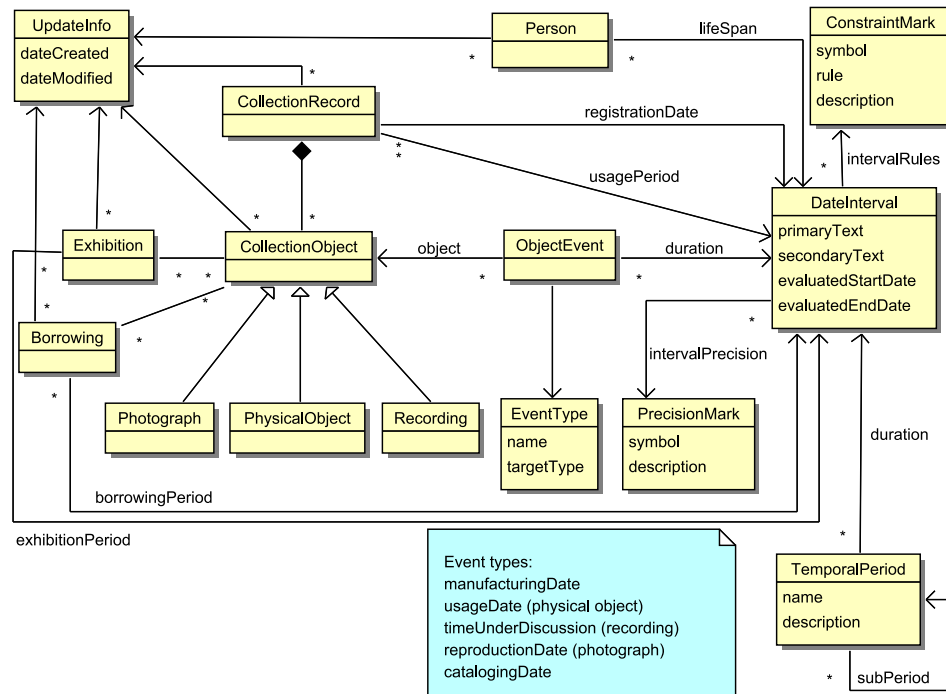 UpdateInfo
dateCreated
dateModified
Person
*
*
lifeSpan
ConstraintMark
symbol
rule
description
CollectionRecord
*
*
*
*
registrationDate
usagePeriod
*
intervalRules
DateInterval
primaryText
secondaryText
evaluatedStartDate
evaluatedEndDate
*
Exhibition
*
*
*
*
*
CollectionObject
*
*
object
ObjectEvent
*
*
duration
Borrowing
*
*
*
*
intervalPrecision
Photograph
PhysicalObject
Recording
EventType
name
targetType
PrecisionMark
symbol
description
duration
borrowingPeriod
exhibitionPeriod
*
Event types:
manufacturingDate
usageDate (physical object)
timeUnderDiscussion (recording)
reproductionDate (photograph)
catalogingDate
TemporalPeriod
name
description
*
subPeriod